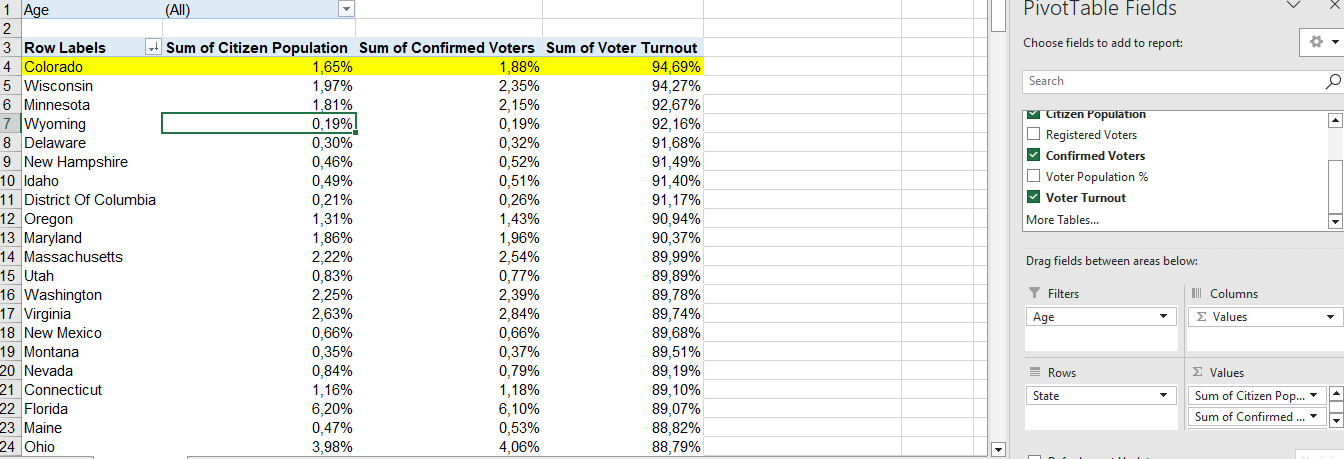 1 Age (All)
2
3 Row Labels Sum of Citizen Population Sum of Confirmed Voters Sum of Voter Turnout
4 Colorado 1,65% 1,88% 94,69%
5 Wisconsin 1,97% 2,35% 94,27%
6 Minnesota 1,81% 2,15% 92,67%
7 Wyoming 0,19% 0,19% 92,16%
8 Delaware 0,30% 0,32% 91,68%
9 New Hampshire 0,46% 0,52% 91,49%
10 Idaho 0,49% 0,51% 91,40%
11 District Of Columbia 0,21% 0,26% 91,17%
12 Oregon 1,31% 1,43% 90,94%
13 Maryland 1,86% 1,96% 90,37%
14 Massachusetts 2,22% 2,54% 89,99%
15 Utah 0,83% 0,77% 89,89%
16 Washington 2,25% 2,39% 89,78%
17 Virginia 2,63% 2,84% 89,74%
18 New Mexico 0,66% 0,66% 89,68%
19 Montana 0,35% 0,37% 89,51%
20 Nevada 0,84% 0,79% 89,19%
21 Connecticut 1,16% 1,18% 89,10%
22 Florida 6,20% 6,10% 89,07%
23 Maine 0,47% 0,53% 88,82%
24 Ohio 3,98% 4,06% 88,79%
PivotTable Fields
Choose fields to add to report:
Search
Citizen Population
Registered Voters
Confirmed Voters
Voter Population %
Voter Turnout
More Tables...
Drag fields between areas below:
Filters
Age
Columns
Σ Values
Rows
State
Σ Values
Sum of Citizen Pop...
Sum of Confirmed ...